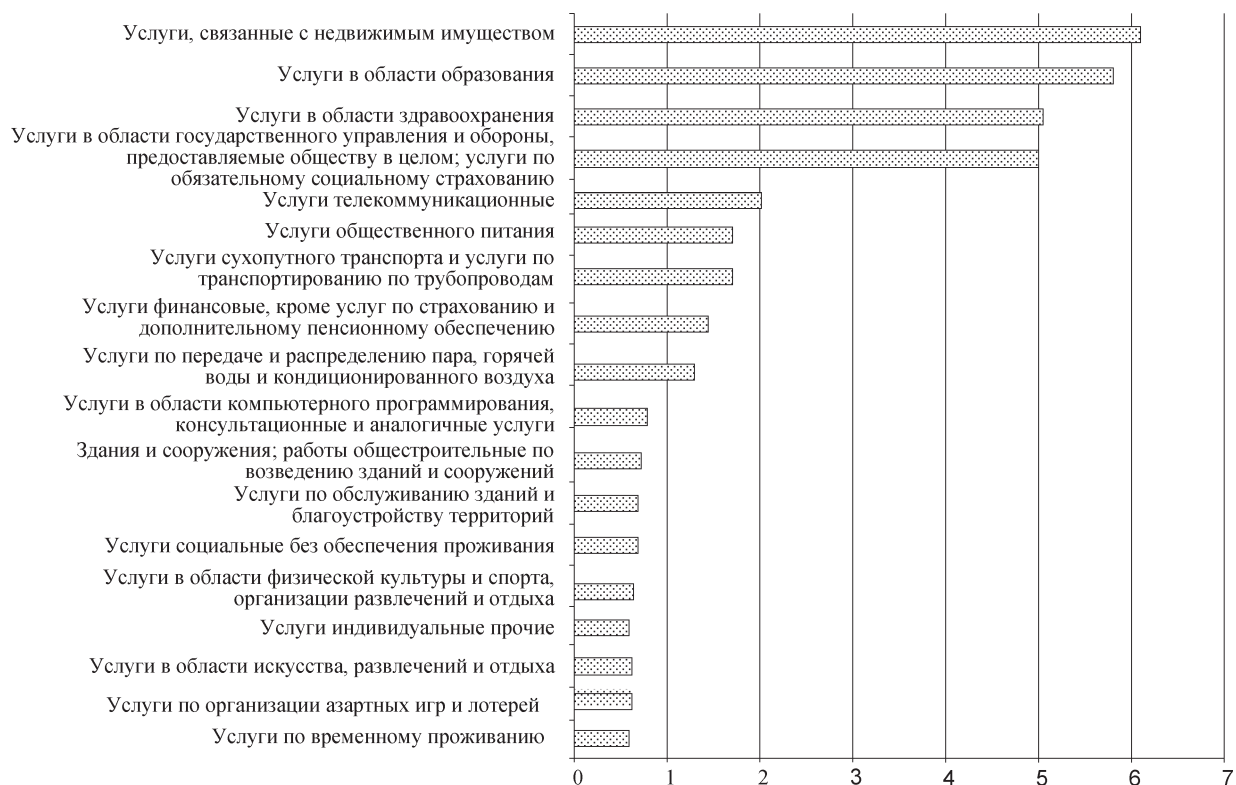 Услуги, связанные с недвижимым имуществом
Услуги в области образования
Услуги в области здравоохранения
Услуги в области государственного управления и обороны,
предоставляемые обществу в целом; услуги по
обязательному социальному страхованию
Услуги телекоммуникационные
Услуги общественного питания
Услуги сухопутного транспорта и услуги по
транспортированию по трубопроводам
Услуги финансовые, кроме услуг по страхованию и
дополнительному пенсионному обеспечению
Услуги по передаче и распределению пара, горячей
воды и кондиционированного воздуха
Услуги в области компьютерного программирования,
консультационные и аналогичные услуги
Здания и сооружения; работы общестроительные по
возведению зданий и сооружений
Услуги по обслуживанию зданий и
благоустройству территорий
Услуги социальные без обеспечения проживания
Услуги в области физической культуры и спорта,
организации развлечений и отдыха
Услуги индивидуальные прочие
Услуги в области искусства, развлечений и отдыха
Услуги по организации азартных игр и лотерей
Услуги по временному проживанию
0 1 2 3 4 5 6 7